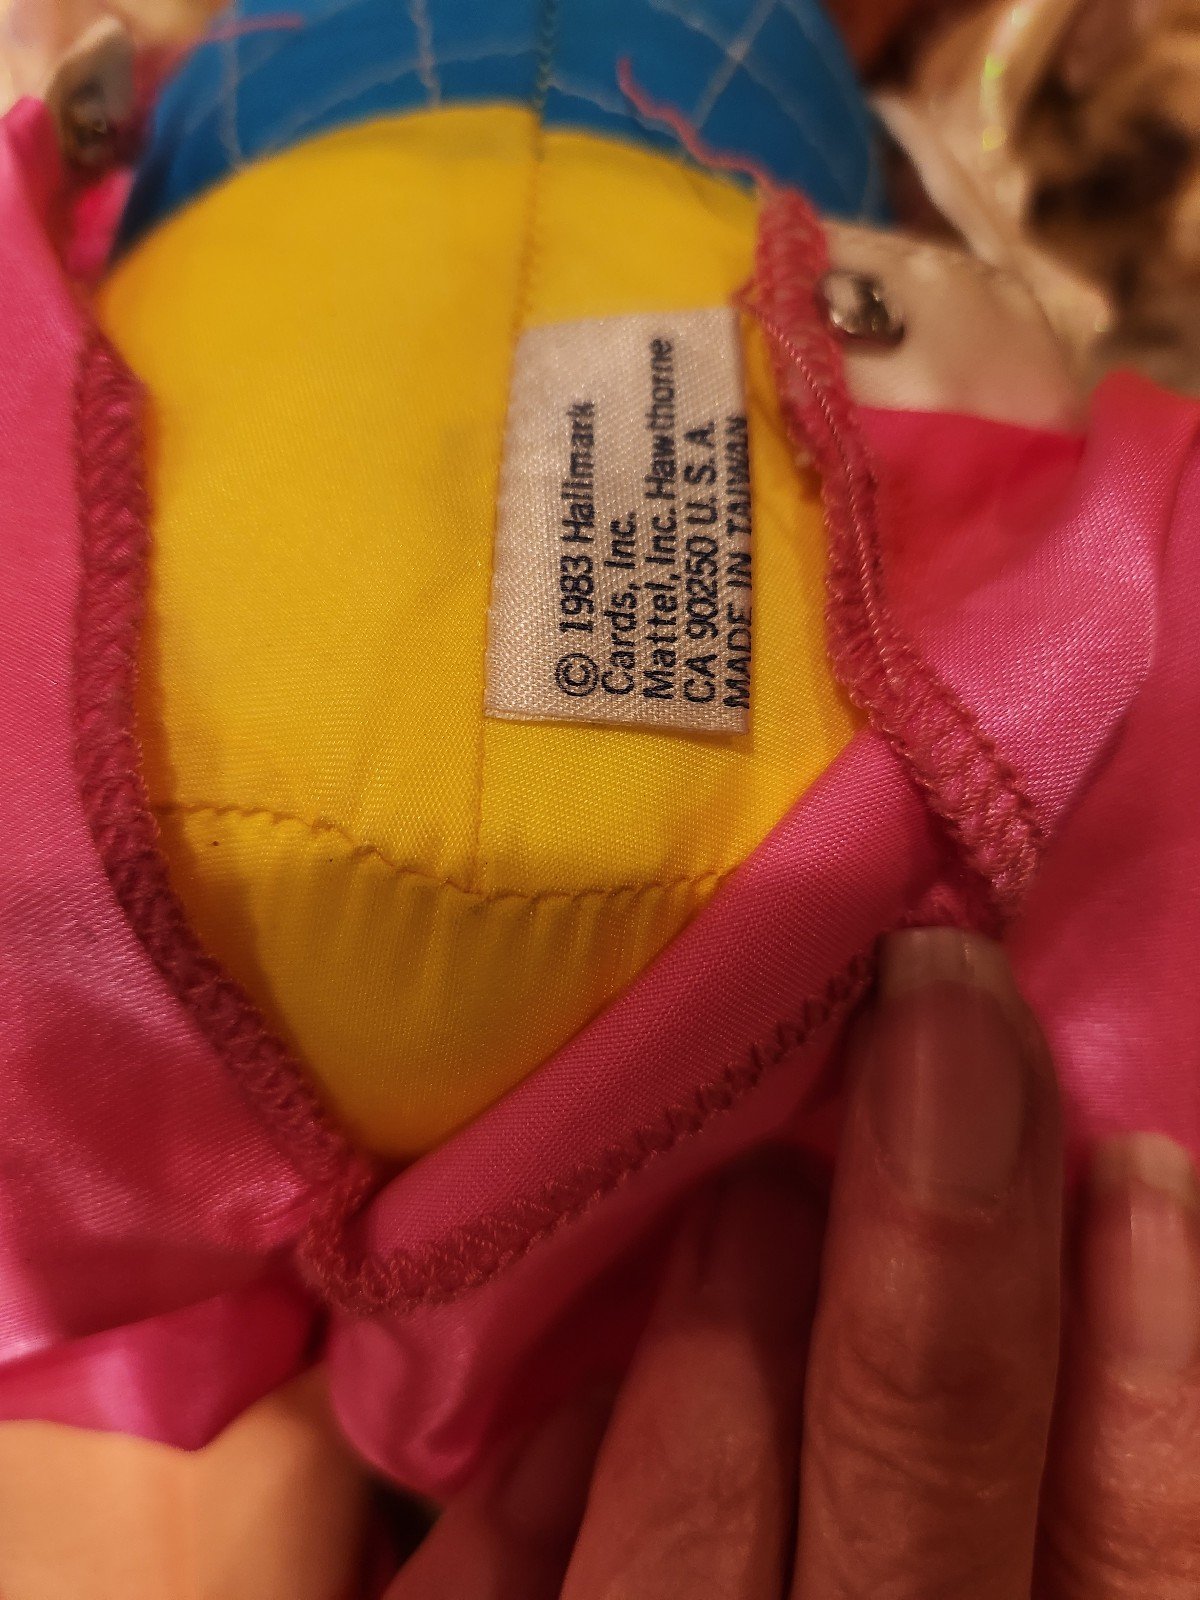 © 1983 Hallmark
Cards, Inc.
Mattel, Inc. Hawthorne
CA 90250 U. S. A.
MADE IN TAIWAN